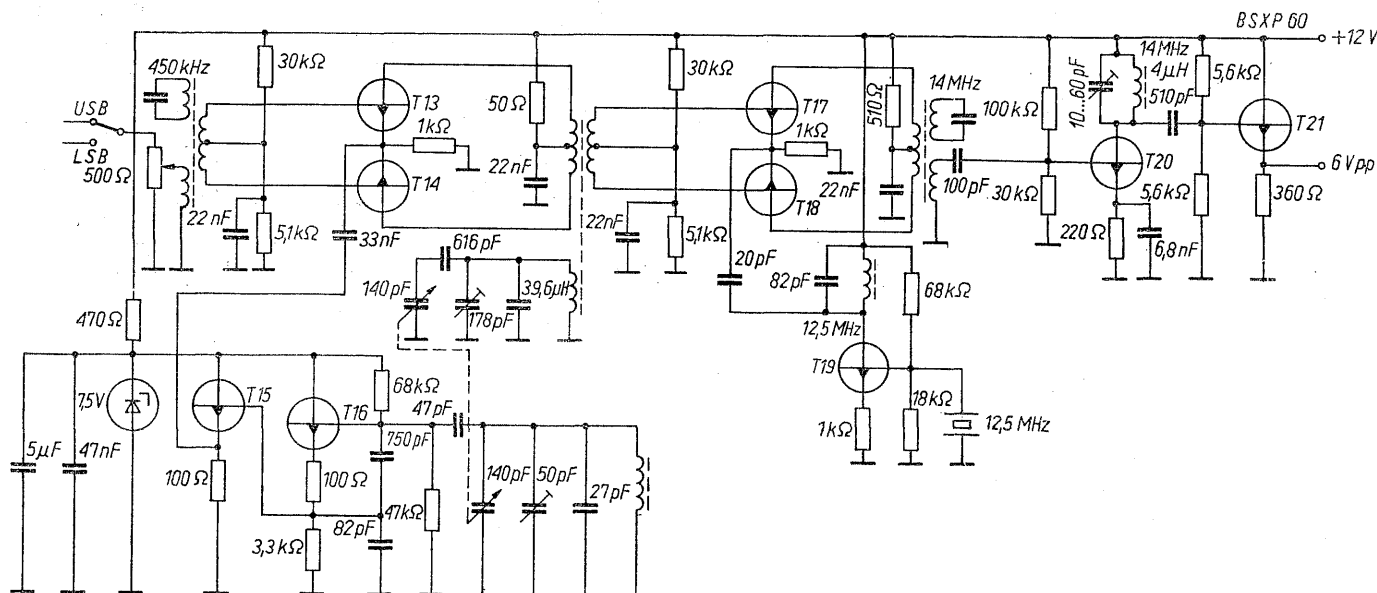 BSXP 60
+12 V
450 kHz
30 kΩ
T13
50 Ω
30 kΩ
T17
510 Ω
14 MHz
100 kΩ
10...60 pF
14 MHz
4 µH
510 pF
5,6 kΩ
T21
USB
LSB
500 Ω
1 kΩ
1 kΩ
T20
6 Vpp
22 nF
T14
22 nF
T18
22 nF
100 pF
30 kΩ
5,6 kΩ
360 Ω
22 nF
5,1 kΩ
33 nF
22 nF
5,1 kΩ
220 Ω
6,8 nF
616 pF
20 pF
82 pF
68 kΩ
140 pF
178 pF
39,6 µH
12,5 MHz
470 Ω
T19
7,5 V
T15
T16
68 kΩ
47 pF
18 kΩ
12,5 MHz
750 pF
1 kΩ
5 µF
47 nF
100 Ω
100 Ω
140 pF
50 pF
27 pF
47 kΩ
82 pF
3,3 kΩ